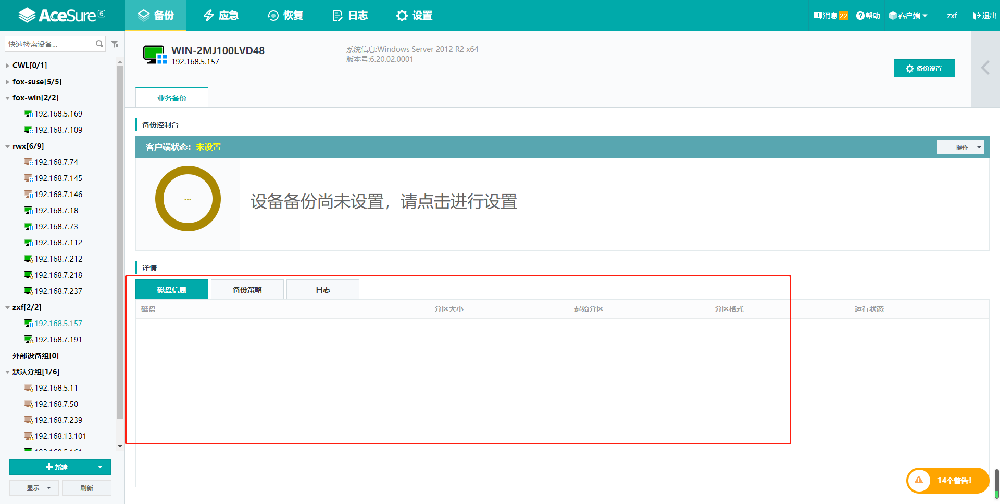 AceSure 6
备份
应急
恢复
日志
设置
消息 22
帮助
客户端
zxf
退出
快速检索设备...
CWL[0/1]
fox-suse[5/5]
fox-win[2/2]
192.168.5.169
192.168.7.109
rwx[6/9]
192.168.7.74
192.168.7.145
192.168.7.146
192.168.7.18
192.168.7.73
192.168.7.112
192.168.7.212
192.168.7.218
192.168.7.237
zxf[2/2]
192.168.5.157
192.168.7.191
外部设备组[0]
默认分组[1/6]
192.168.5.11
192.168.7.50
192.168.7.239
192.168.13.101
新建
显示
刷新
WIN-2MJ100LVD48
192.168.5.157
系统信息:Windows Server 2012 R2 x64
版本号:6.20.02.0001
备份设置
业务备份
备份控制台
客户端状态：未设置
操作
...
设备备份尚未设置，请点击进行设置
详情
磁盘信息
备份策略
日志
磁盘
分区大小
起始分区
分区格式
运行状态
14个警告!